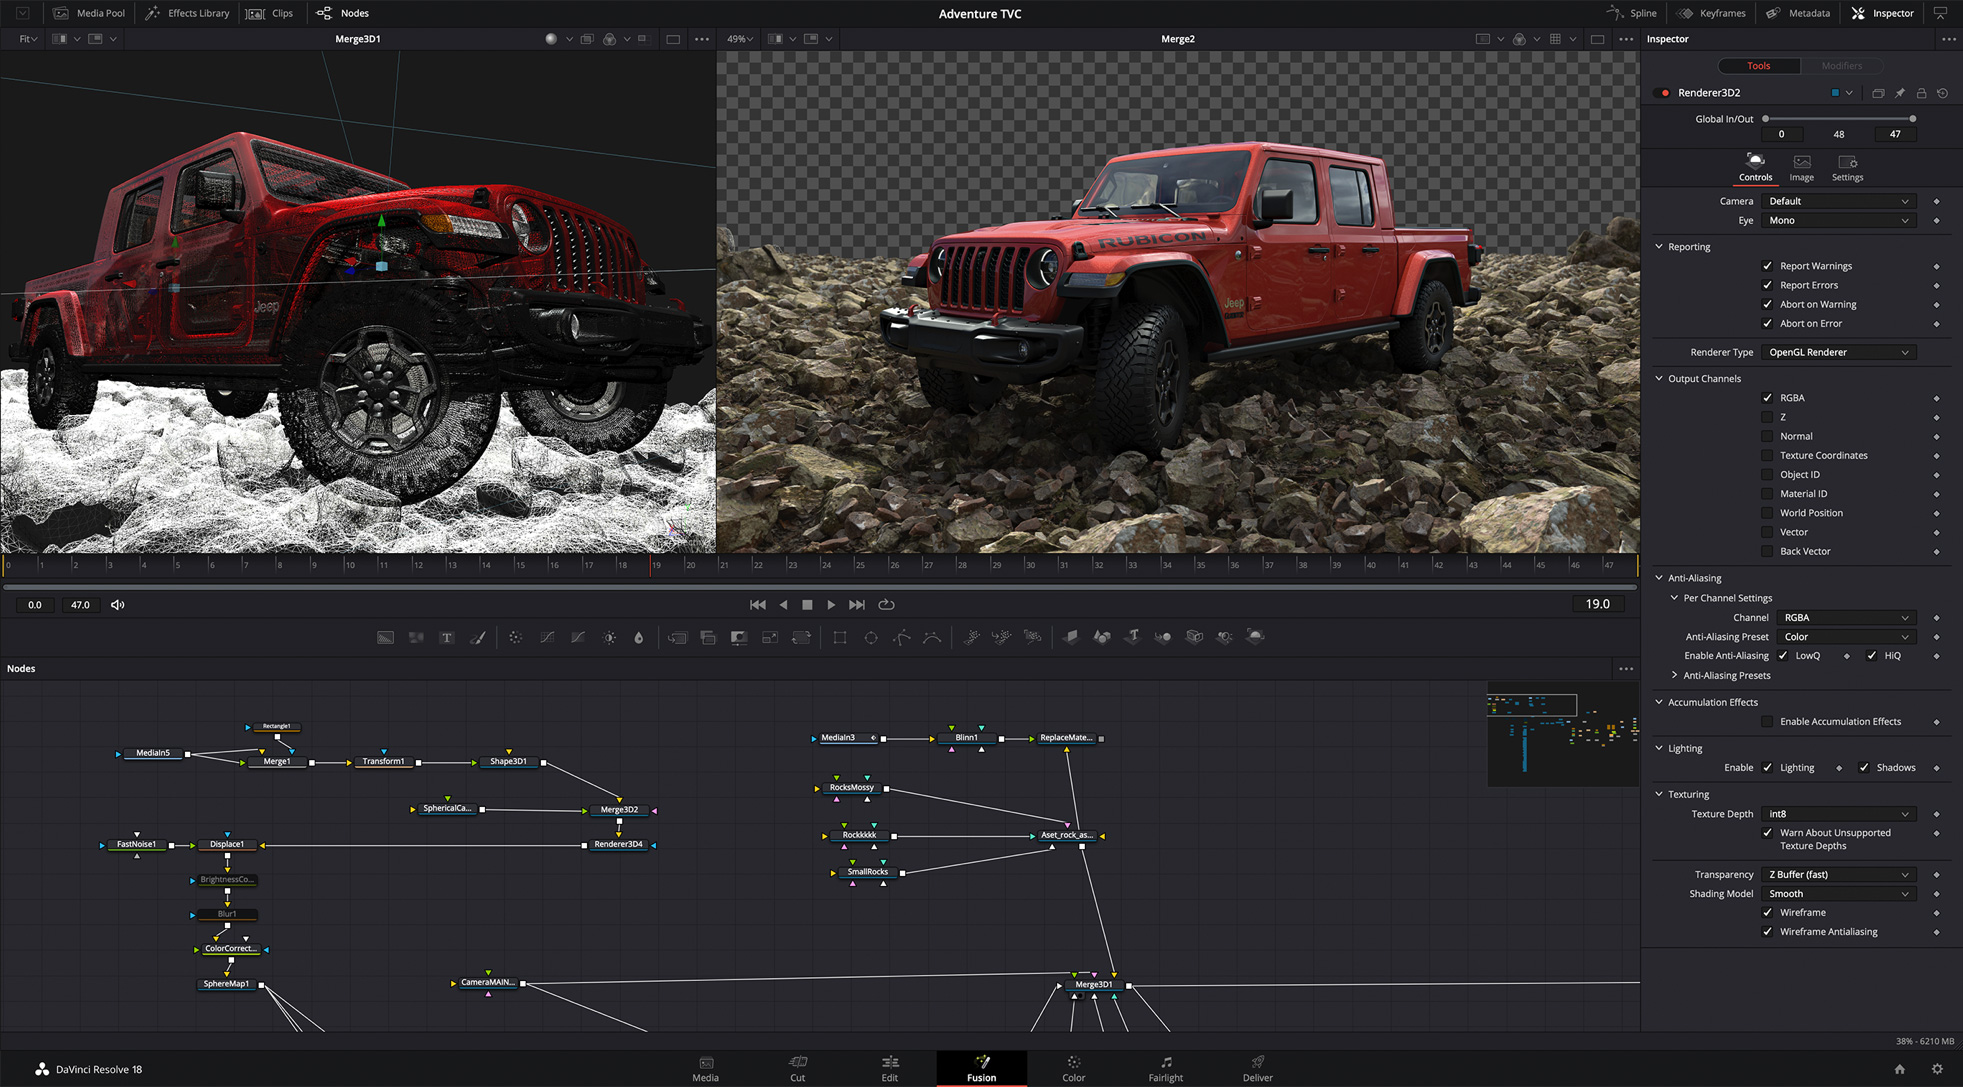 Media Pool
Effects Library
Clips
Nodes
Adventure TVC
Spline
Keyframes
Metadata
Inspector
Fit
Merge3D1
49%
Merge2
Inspector
Tools
Modifiers
Renderer3D2
Global In/Out
0
48
47
Controls
Image
Settings
Camera
Default
Eye
Mono
Reporting
Report Warnings
Report Errors
Abort on Warning
Abort on Error
Renderer Type
OpenGL Renderer
Output Channels
RGBA
Z
Normal
Texture Coordinates
Object ID
Material ID
World Position
Vector
Back Vector
Anti-Aliasing
Per Channel Settings
Channel
RGBA
Anti-Aliasing Preset
Color
Enable Anti-Aliasing
LowQ
HiQ
Anti-Aliasing Presets
Accumulation Effects
Enable Accumulation Effects
Lighting
Enable
Lighting
Shadows
Texturing
Texture Depth
int8
Warn About Unsupported
Texture Depths
Transparency
Z Buffer (fast)
Shading Model
Smooth
Wireframe
Wireframe Antialiasing
Jeep
RUBICON
Jeep
0 1 2 3 4 5 6 7 8 9 10 11 12 13 14 15 16 17 18 19 20 21 22 23 24 25 26 27 28 29 30 31 32 33 34 35 36 37 38 39 40 41 42 43 44 45 46 47
0.0
47.0
19.0
Nodes
Rectangle1
MediaIn5
Merge1
Transform1
Shape3D1
SphericalCa...
Merge3D2
FastNoise1
Displace1
Renderer3D4
BrightnessCo...
Blur1
ColorCorrect...
SphereMap1
CameraMAIN...
MediaIn3
Blinn1
ReplaceMate...
RocksMossy
Rockkkkk
Aset_rock_as...
SmallRocks
Merge3D1
38% - 6210 MB
DaVinci Resolve 18
Media
Cut
Edit
Fusion
Color
Fairlight
Deliver